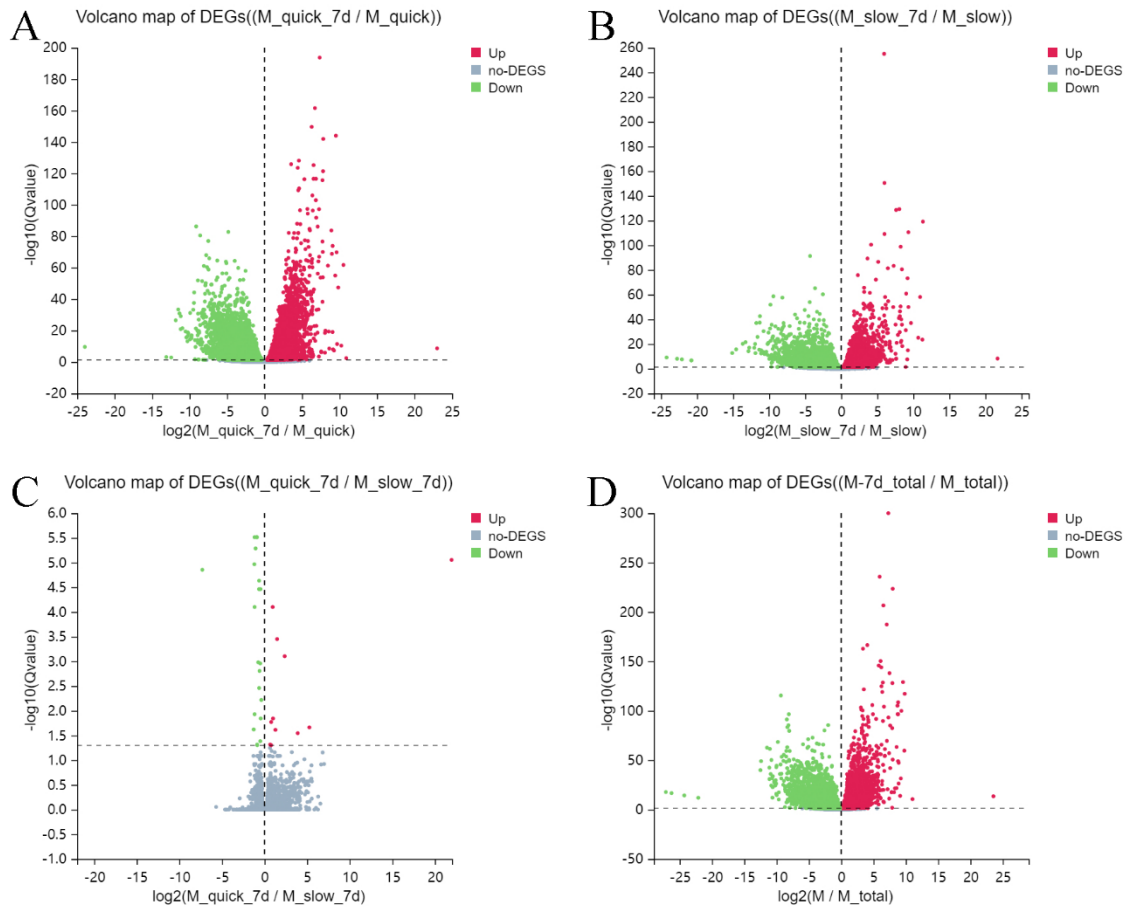 A
Volcano map of DEGs((M_quick_7d / M_quick))
Up
no-DEGS
Down
-log10(Qvalue)
200
180
160
140
120
100
80
60
40
20
0
-20
-25 -20 -15 -10 -5 0 5 10 15 20 25
log2(M_quick_7d / M_quick)
B
Volcano map of DEGs((M_slow_7d / M_slow))
Up
no-DEGS
Down
-log10(Qvalue)
260
240
220
200
180
160
140
120
100
80
60
40
20
0
-20
-25 -20 -15 -10 -5 0 5 10 15 20 25
log2(M_slow_7d / M_slow)
C
Volcano map of DEGs((M_quick_7d / M_slow_7d))
Up
no-DEGS
Down
-log10(Qvalue)
6.0
5.5
5.0
4.5
4.0
3.5
3.0
2.5
2.0
1.5
1.0
0.5
0.0
-0.5
-1.0
-20 -15 -10 -5 0 5 10 15 20
log2(M_quick_7d / M_slow_7d)
D
Volcano map of DEGs((M-7d_total / M_total))
Up
no-DEGS
Down
-log10(Qvalue)
300
250
200
150
100
50
0
-50
-25 -20 -15 -10 -5 0 5 10 15 20 25
log2(M / M_total)